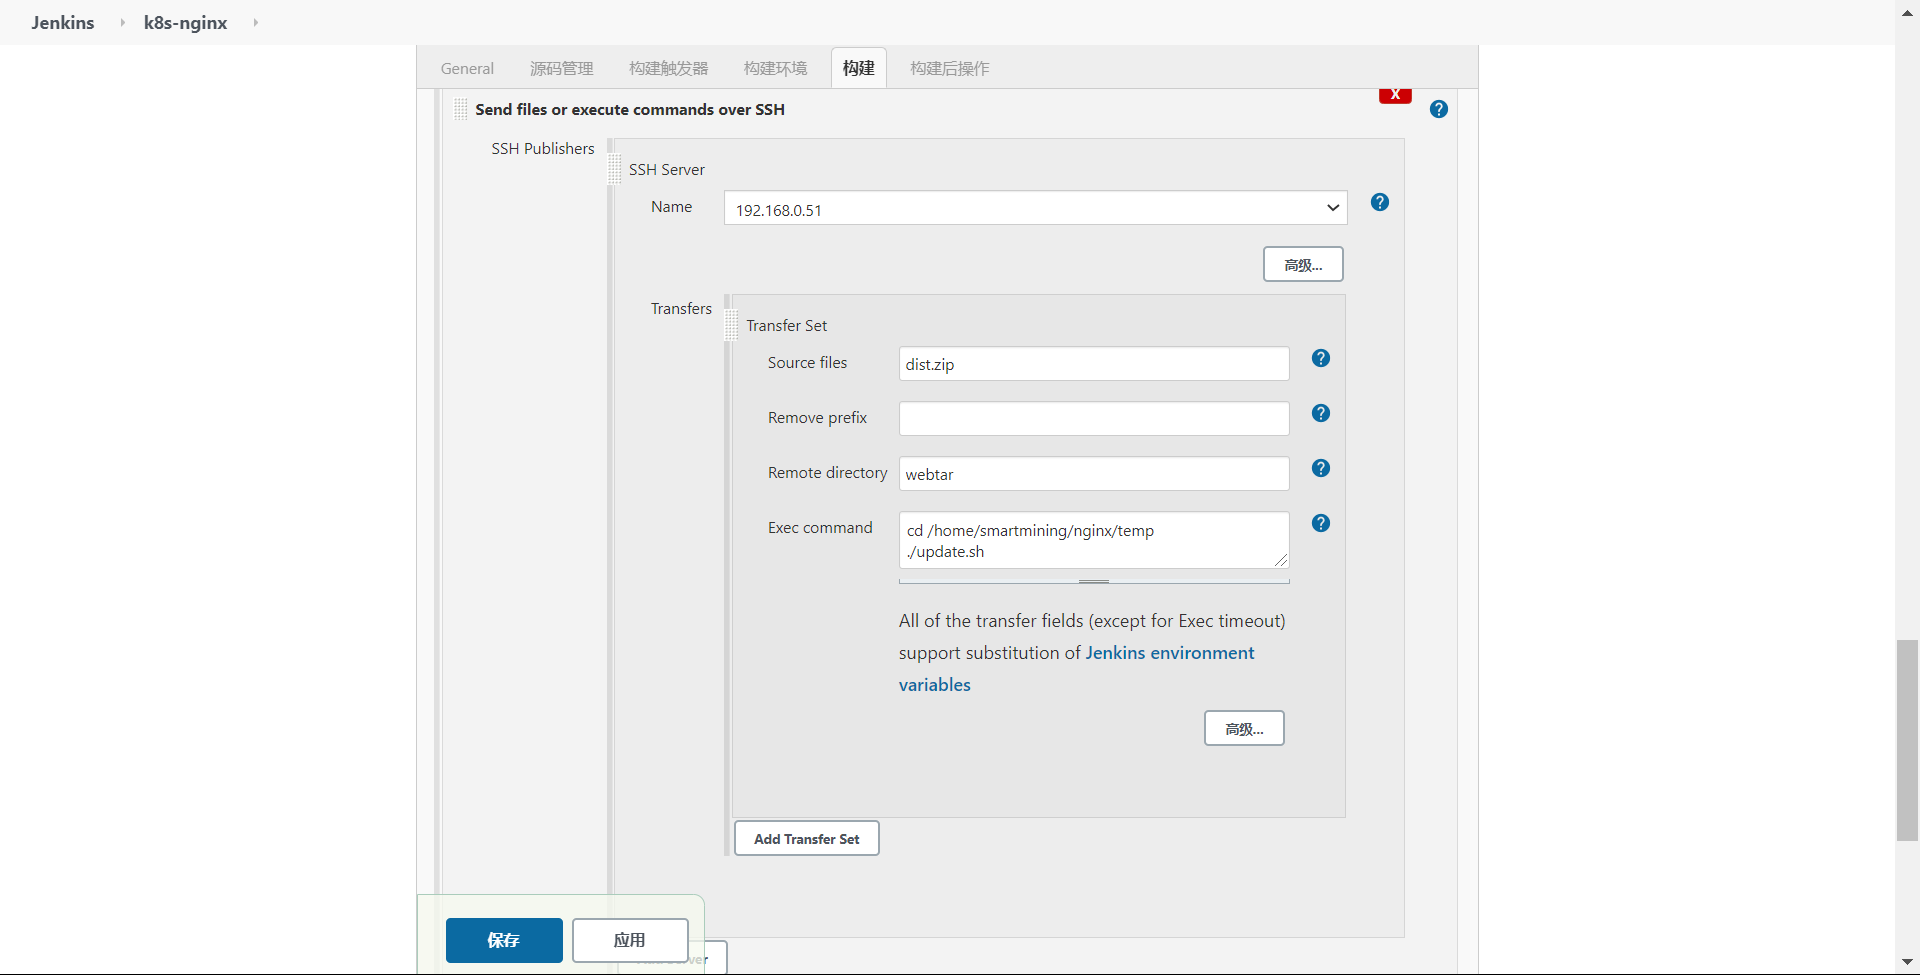 Jenkins
k8s-nginx
General 源码管理 构建触发器 构建环境 构建 构建后操作
Send files or execute commands over SSH
X
?
SSH Publishers
SSH Server
Name
192.168.0.51
?
高级...
Transfers
Transfer Set
Source files
dist.zip
?
Remove prefix
?
Remote directory
webtar
?
Exec command
cd /home/smartmining/nginx/temp
./update.sh
?
All of the transfer fields (except for Exec timeout)
support substitution of Jenkins environment
variables
高级...
Add Transfer Set
保存
应用